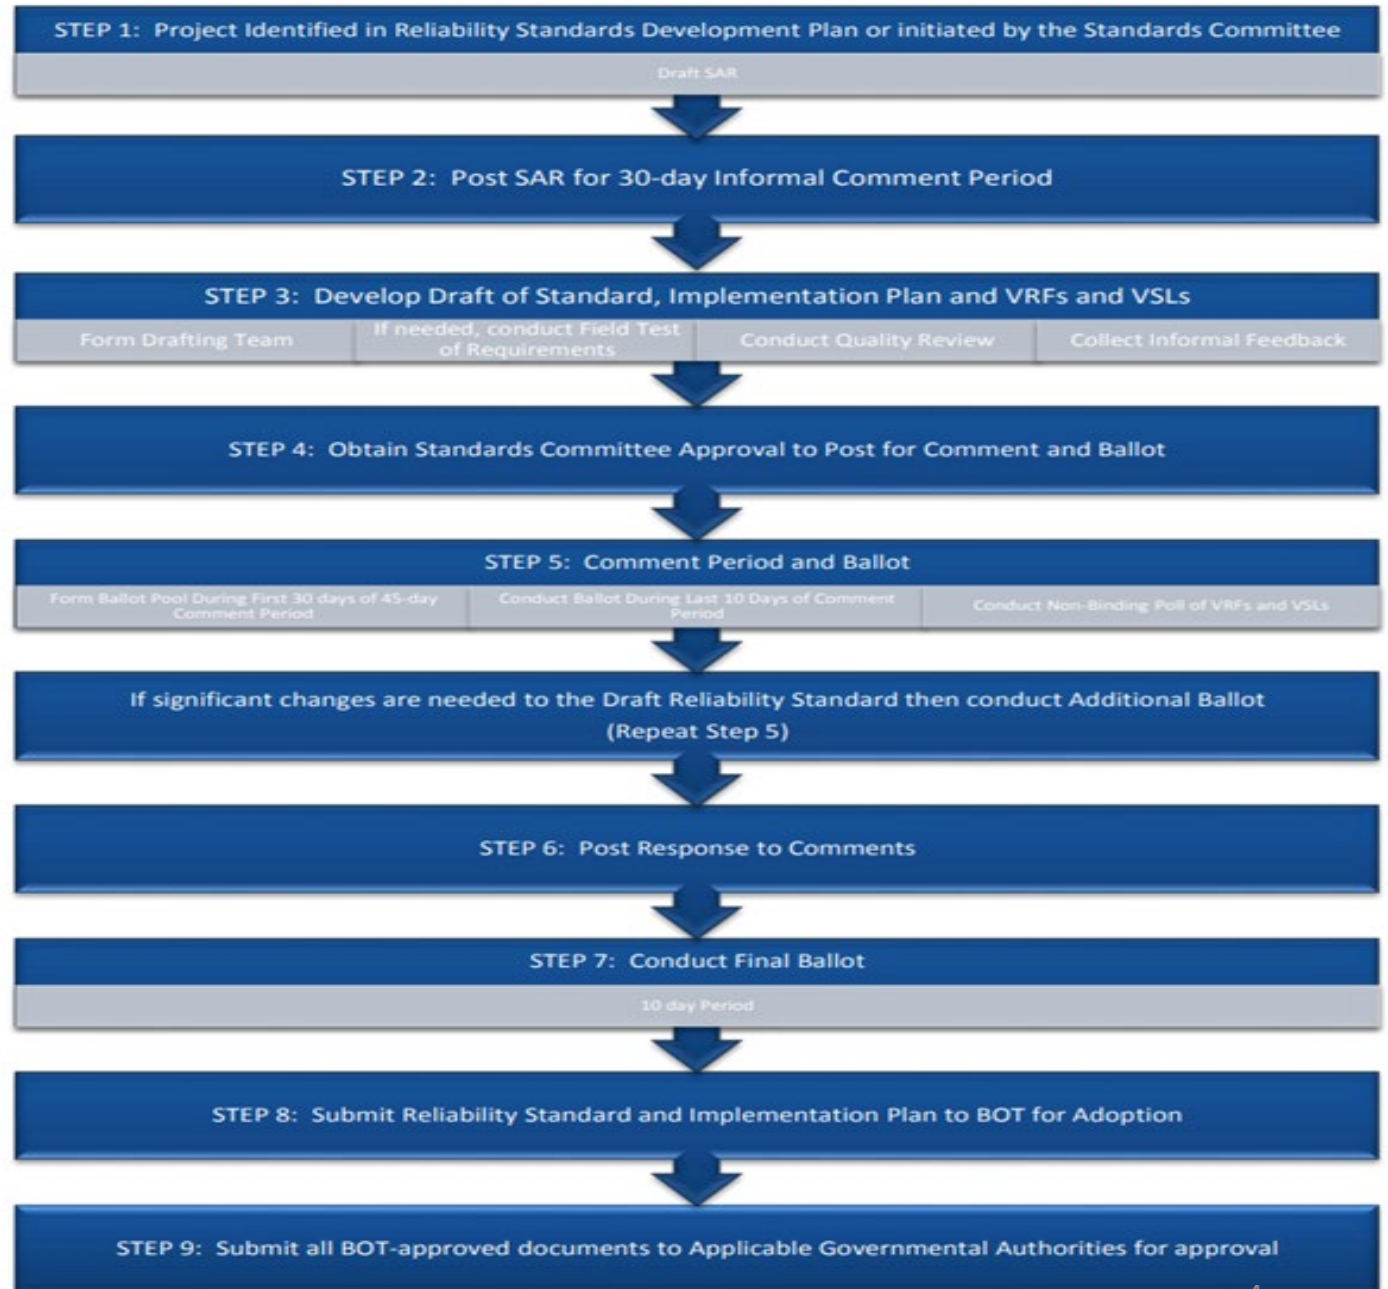 STEP 1: Project Identified in Reliability Standards Development Plan or initiated by the Standards Committee
Draft SAR
STEP 2: Post SAR for 30-day Informal Comment Period
STEP 3: Develop Draft of Standard, Implementation Plan and VRFs and VSLs
Form Drafting Team
If needed, conduct Field Test
of Requirements
Conduct Quality Review
Collect Informal Feedback
STEP 4: Obtain Standards Committee Approval to Post for Comment and Ballot
STEP 5: Comment Period and Ballot
Form Ballot Pool During First 30 days of 45-day
Comment Period
Conduct Ballot During Last 10 Days of Comment
Period
Conduct Non-Binding Poll of VRFs and VSLs
If significant changes are needed to the Draft Reliability Standard then conduct Additional Ballot
(Repeat Step 5)
STEP 6: Post Response to Comments
STEP 7: Conduct Final Ballot
10 day Period
STEP 8: Submit Reliability Standard and Implementation Plan to BOT for Adoption
STEP 9: Submit all BOT-approved documents to Applicable Governmental Authorities for approval